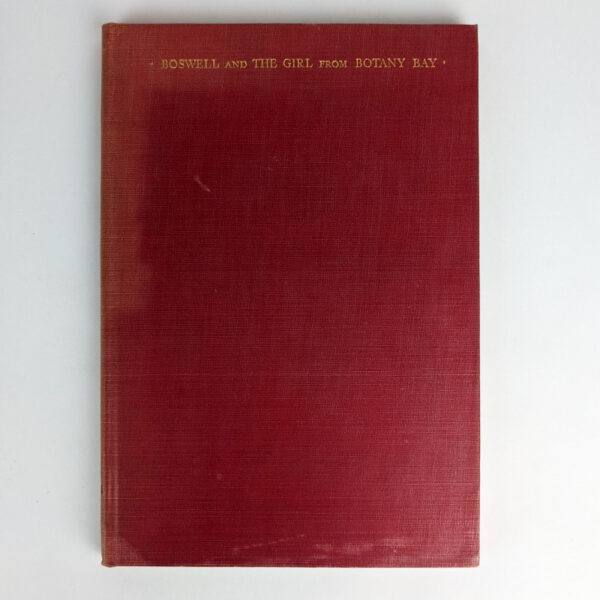 · BOSWELL AND THE GIRL FROM BOTANY BAY ·